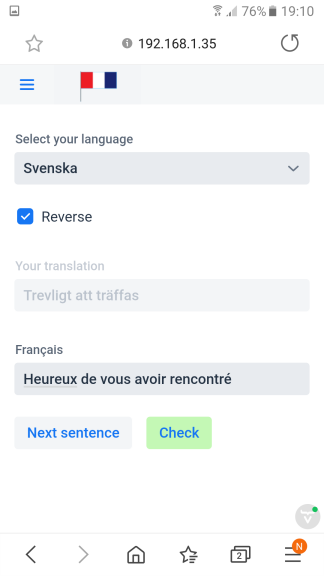 76% 19:10
192.168.1.35
Select your language
Svenska
Reverse
Your translation
Trevligt att träffas
Français
Heureux de vous avoir rencontré
Next sentence Check
2 N